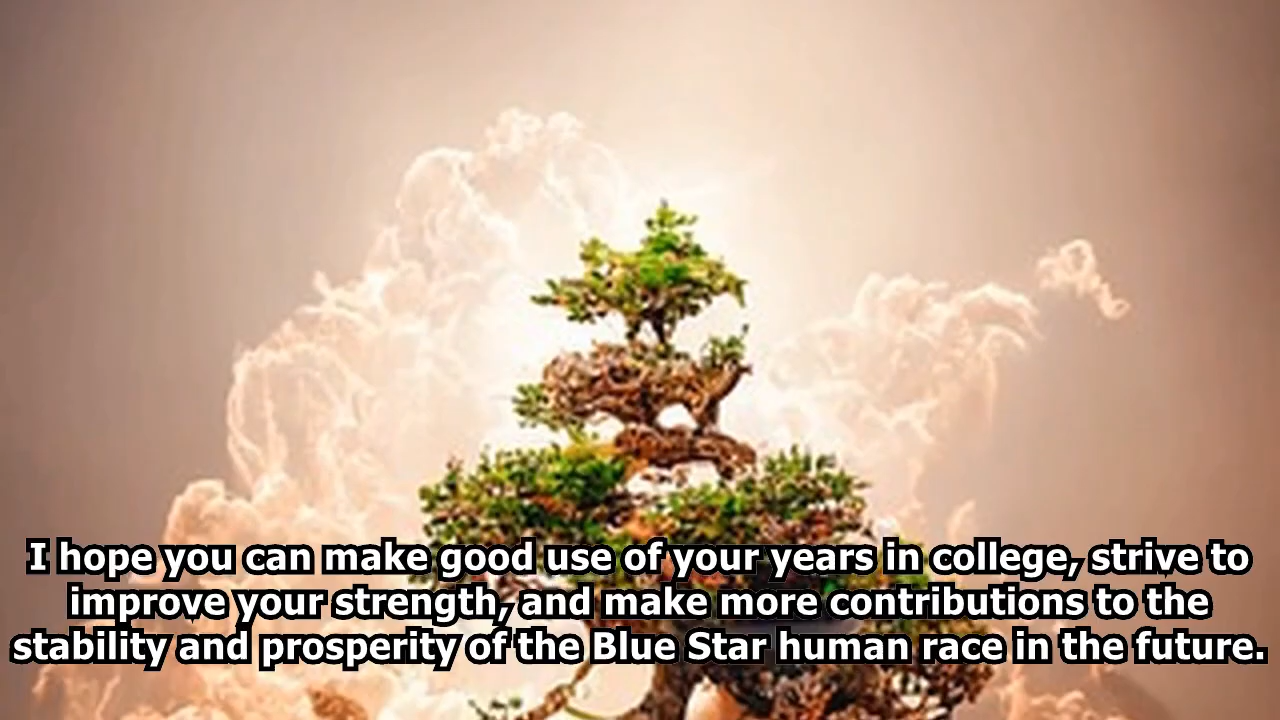 I hope you can make good use of your years in college, strive to
improve your strength, and make more contributions to the
stability and prosperity of the Blue Star human race in the future.